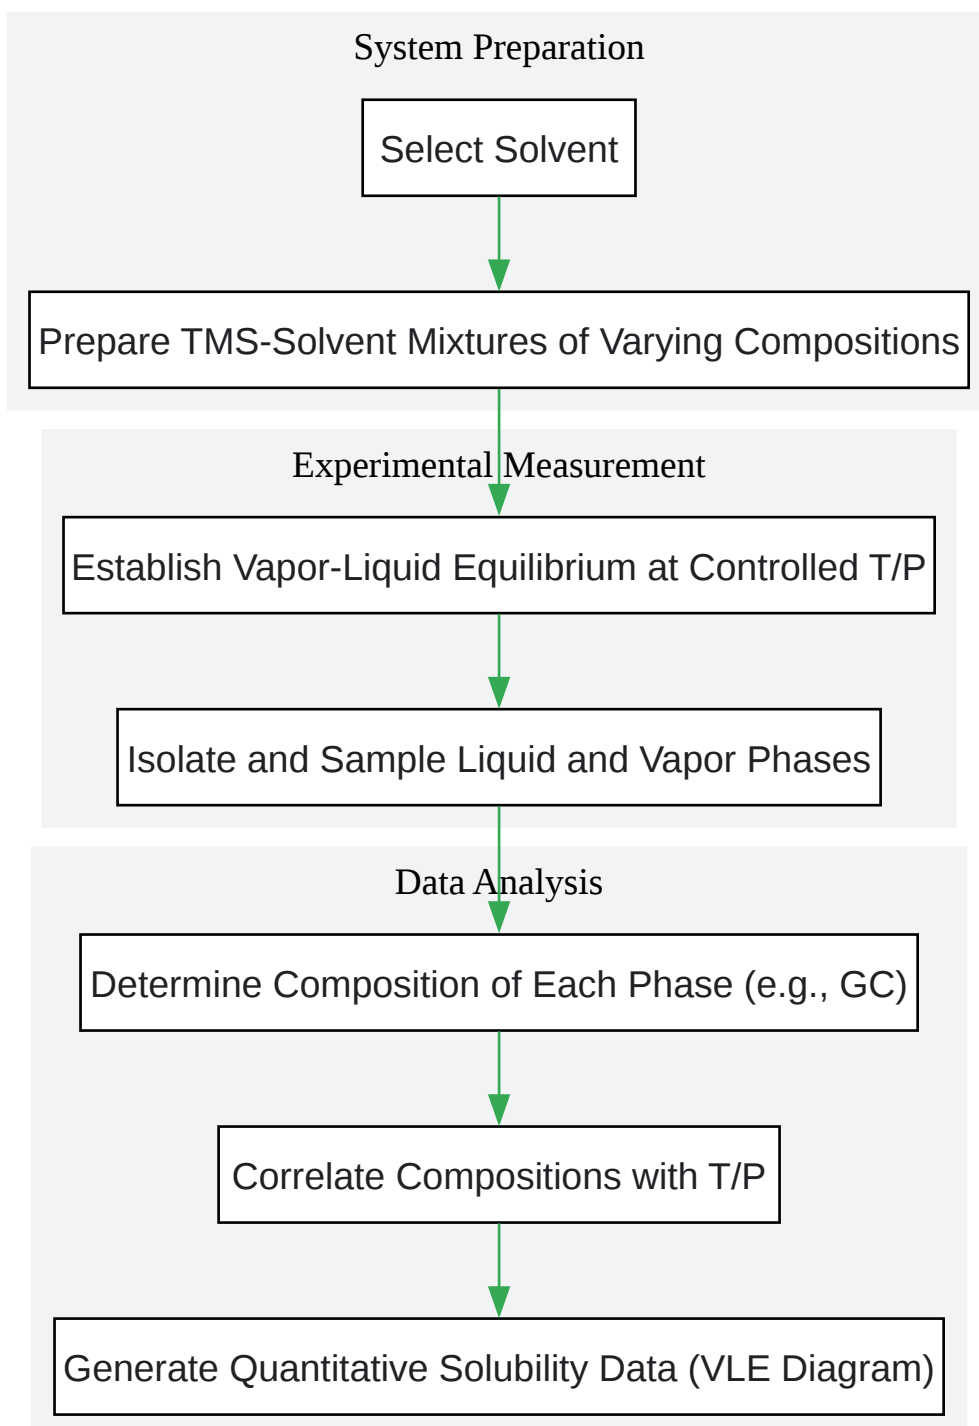 System Preparation
Select Solvent
Prepare TMS-Solvent Mixtures of Varying Compositions
Experimental Measurement
Establish Vapor-Liquid Equilibrium at Controlled T/P
Isolate and Sample Liquid and Vapor Phases
Data Analysis
Determine Composition of Each Phase (e.g., GC)
Correlate Compositions with T/P
Generate Quantitative Solubility Data (VLE Diagram)